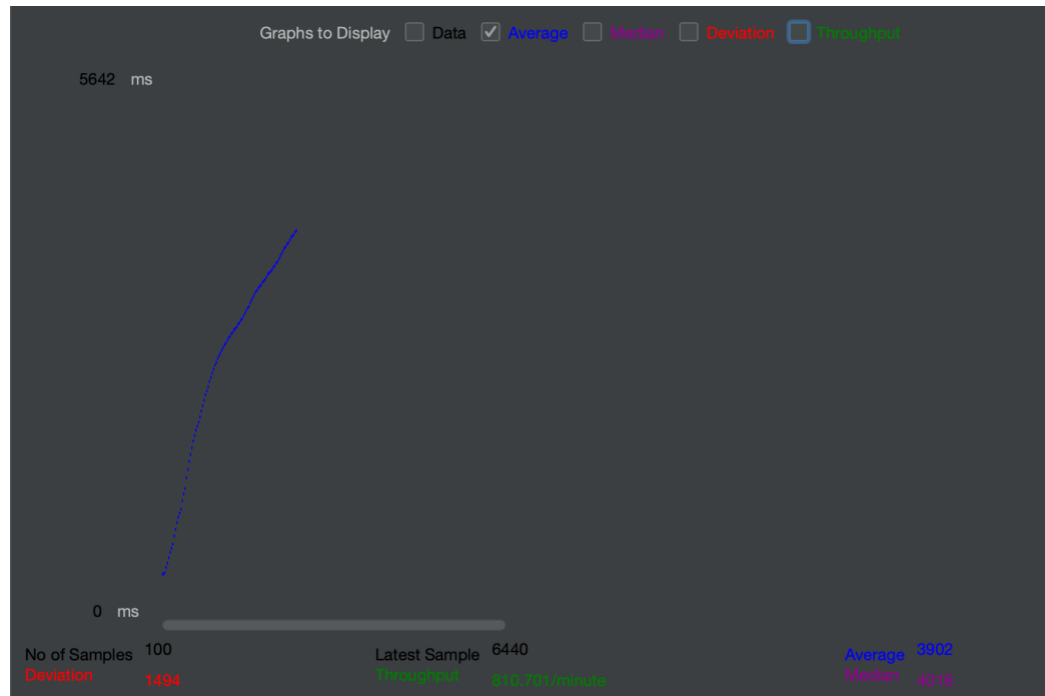 Graphs to Display Data Average Median Deviation Throughput
5642 ms
0 ms
No of Samples 100 Latest Sample 6440 Average 3902
Deviation 1494 Throughput 810.701/minute Median 4016